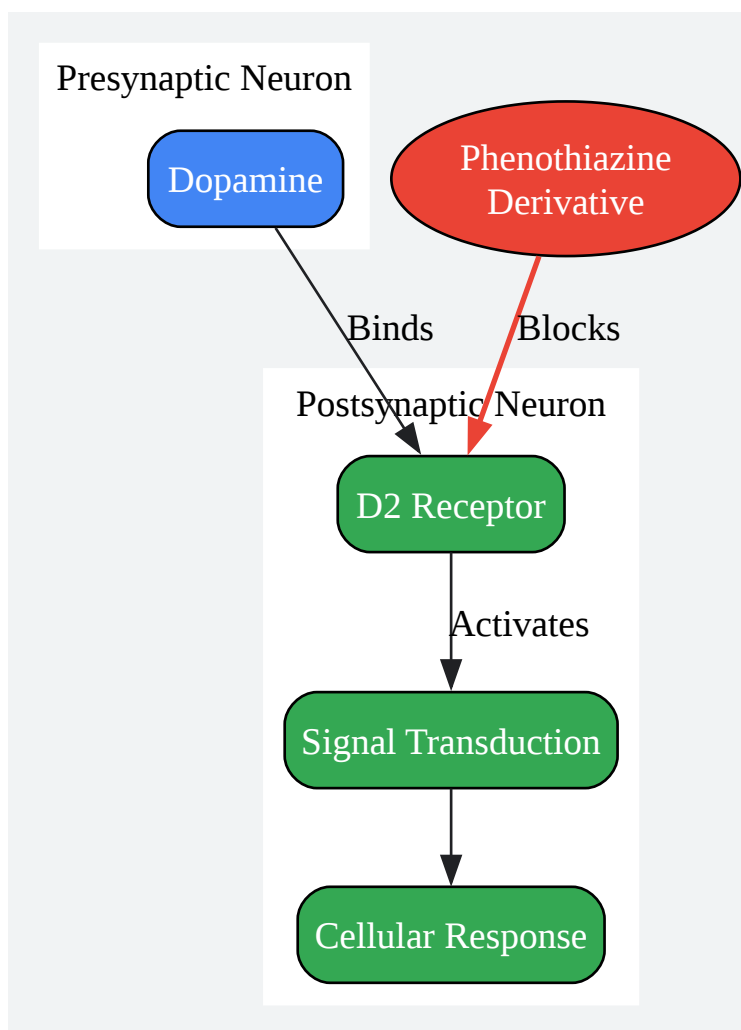 Presynaptic Neuron
Dopamine
Phenothiazine
Derivative
Binds
Blocks
Postsynaptic Neuron
D2 Receptor
Activates
Signal Transduction
Cellular Response